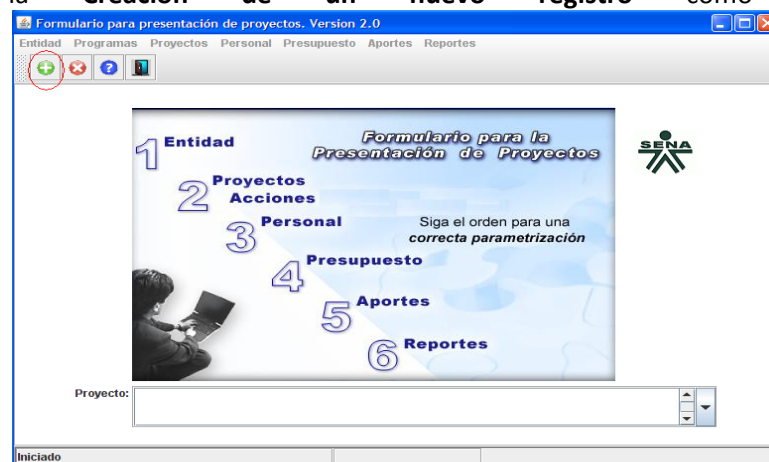 la Creación de un nuevo registro como
Formulario para presentación de proyectos. Version 2.0
Entidad Programas Proyectos Personal Presupuesto Aportes Reportes
Formulario para la
Presentación de Proyectos
1 Entidad
SENA
2 Proyectos
Acciones
3 Personal
Siga el orden para una
correcta parametrización
4 Presupuesto
5 Aportes
6 Reportes
Proyecto:
Iniciado